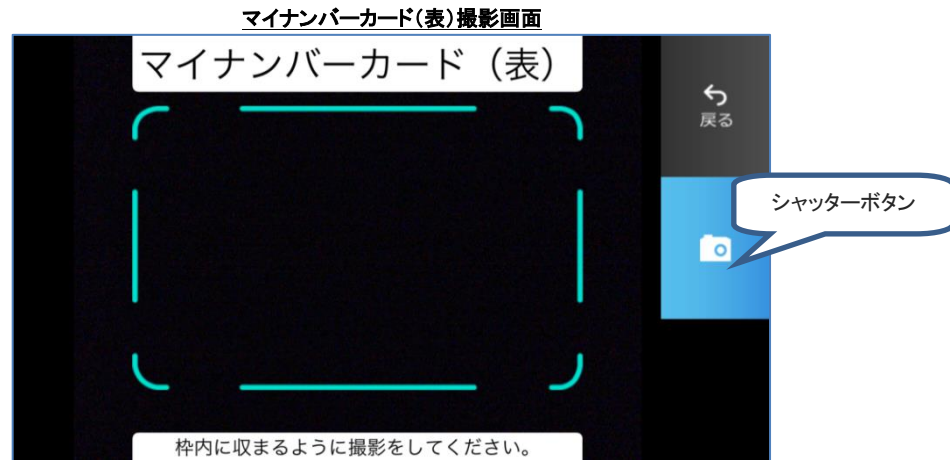 マイナンバーカード（表）撮影画面
マイナンバーカード（表）
戻る
シャッターボタン
枠内に収まるように撮影をしてください。